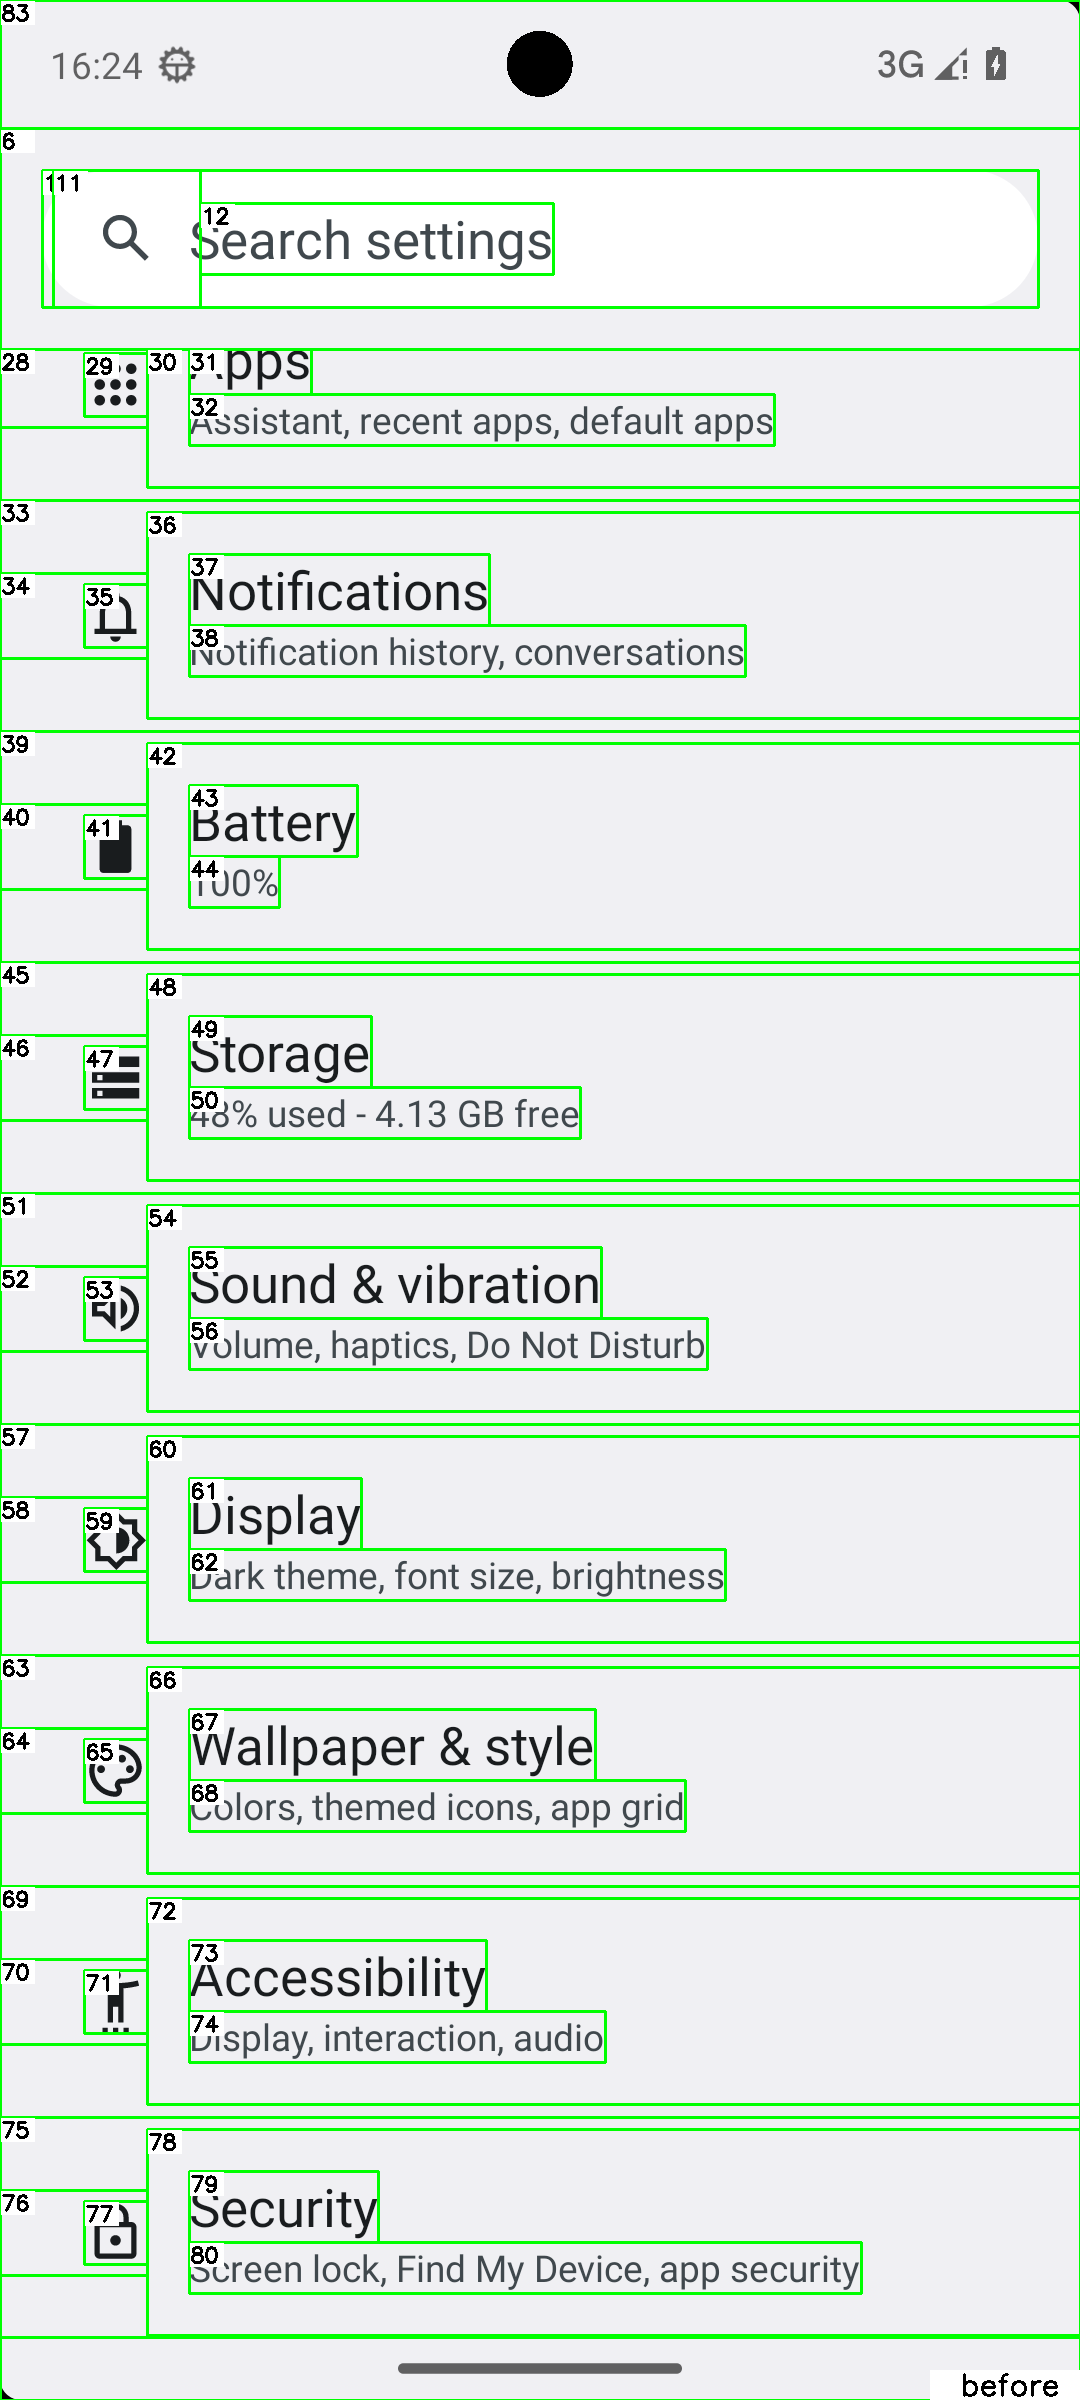 83
16:24 3G
6
111
12
Search settings
28 29 30 31
Apps
32
Assistant, recent apps, default apps
33
36
37
Notifications
34 35
38
Notification history, conversations
39
42
43
Battery
40 41
44
100%
45
48
49
Storage
46 47
50
48% used - 4.13 GB free
51
54
55
Sound & vibration
52 53
56
Volume, haptics, Do Not Disturb
57
60
61
Display
58 59
62
Dark theme, font size, brightness
63
66
67
Wallpaper & style
64 65
68
Colors, themed icons, app grid
69
72
73
Accessibility
70 71
74
Display, interaction, audio
75
78
79
Security
76 77
80
Screen lock, Find My Device, app security
before